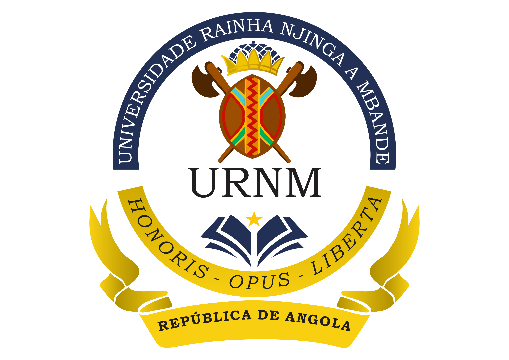 UNIVERSIDADE RAINHA NJINGA A MBANDE
URNM
HONORIS - OPUS - LIBERTA
REPÚBLICA DE ANGOLA